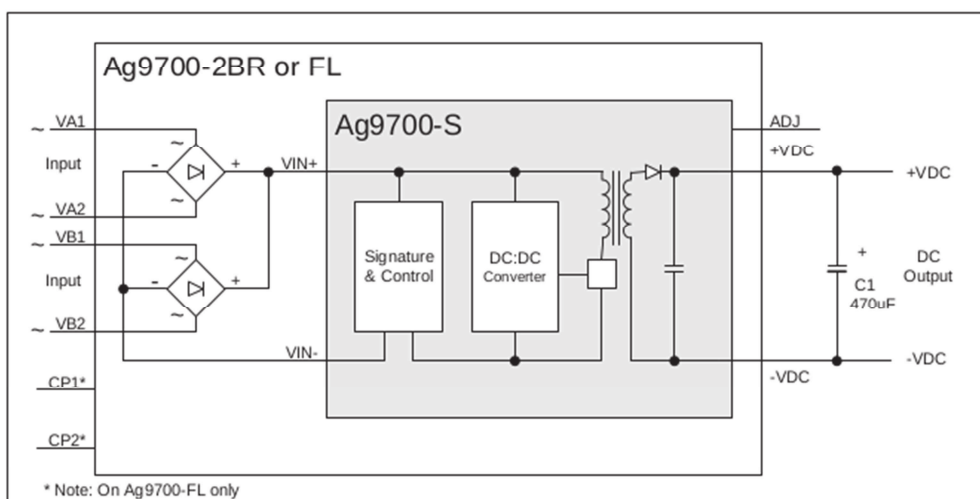 Ag9700-2BR or FL
Ag9700-S
~ VA1
Input
~ VA2
~ VB1
Input
~ VB2
CP1*
CP2*
~
- +
~
~
- +
~
VIN+
VIN-
Signature
& Control
DC:DC
Converter
ADJ
+VDC
-VDC
+
C1
470uF
+VDC
DC
Output
-VDC
* Note: On Ag9700-FL only